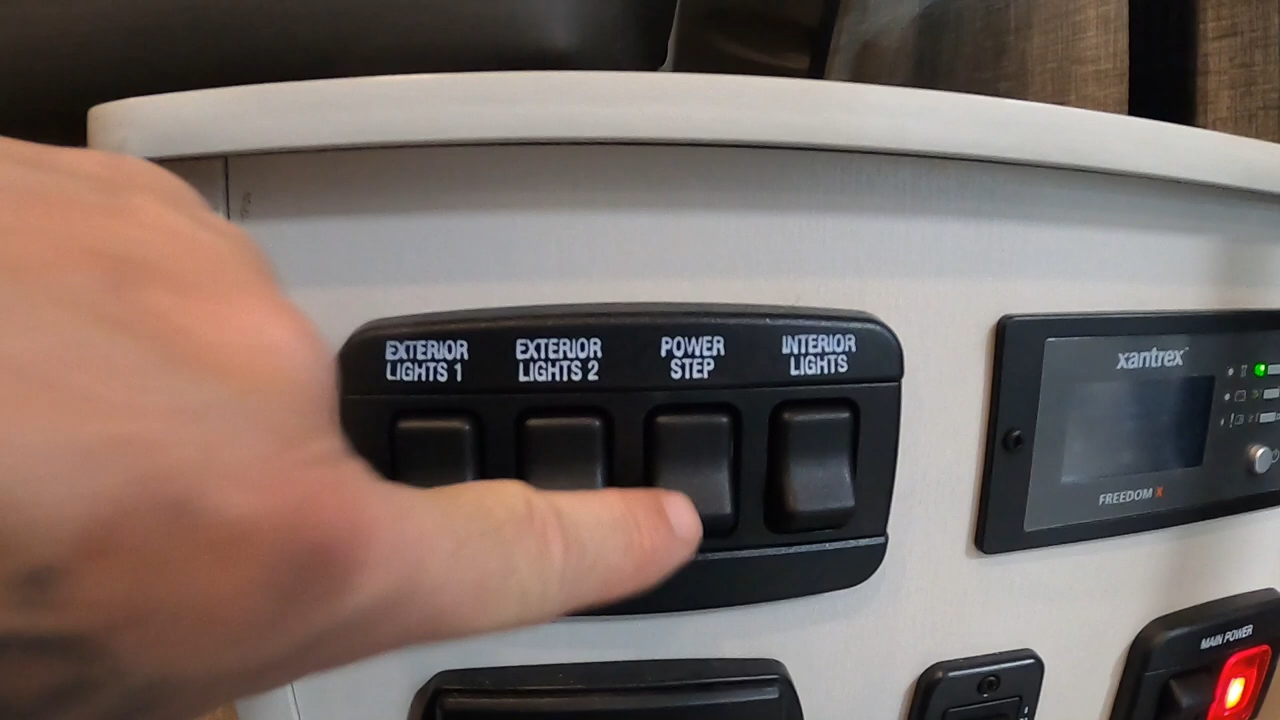 EXTERIOR
LIGHTS 1
EXTERIOR
LIGHTS 2
POWER
STEP
INTERIOR
LIGHTS
xantrex
FREEDOM X
MAIN POWER